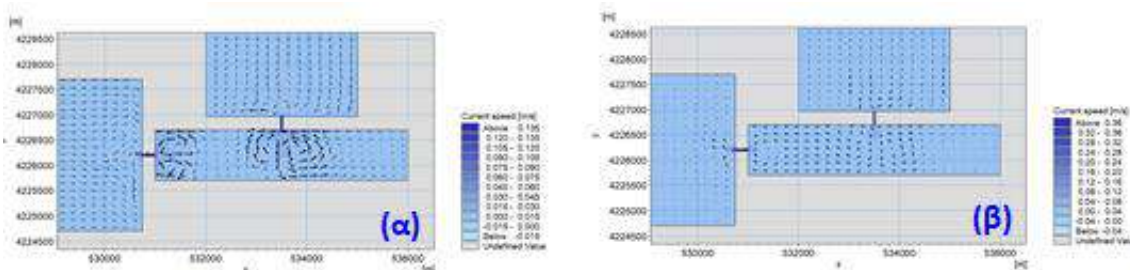 [m]
4228500
4228000
4227500
4227000
4226500
4226000
4225500
4225000
4224500
530000
532000
534000
536000
[m]
(α)
Current speed [m/s]
Above 0.135
0.120 - 0.135
0.105 - 0.120
0.090 - 0.105
0.075 - 0.090
0.060 - 0.075
0.045 - 0.060
0.030 - 0.045
0.015 - 0.030
0.000 - 0.015
-0.015 - 0.000
Below -0.015
Undefined Value
[m]
4228500
4228000
4227500
4227000
4226500
4226000
4225500
4225000
4224500
530000
532000
534000
536000
[m]
(β)
Current speed [m/s]
Above 0.36
0.32 - 0.36
0.28 - 0.32
0.24 - 0.28
0.20 - 0.24
0.16 - 0.20
0.12 - 0.16
0.08 - 0.12
0.04 - 0.08
0.00 - 0.04
-0.04 - 0.00
Below -0.04
Undefined Value